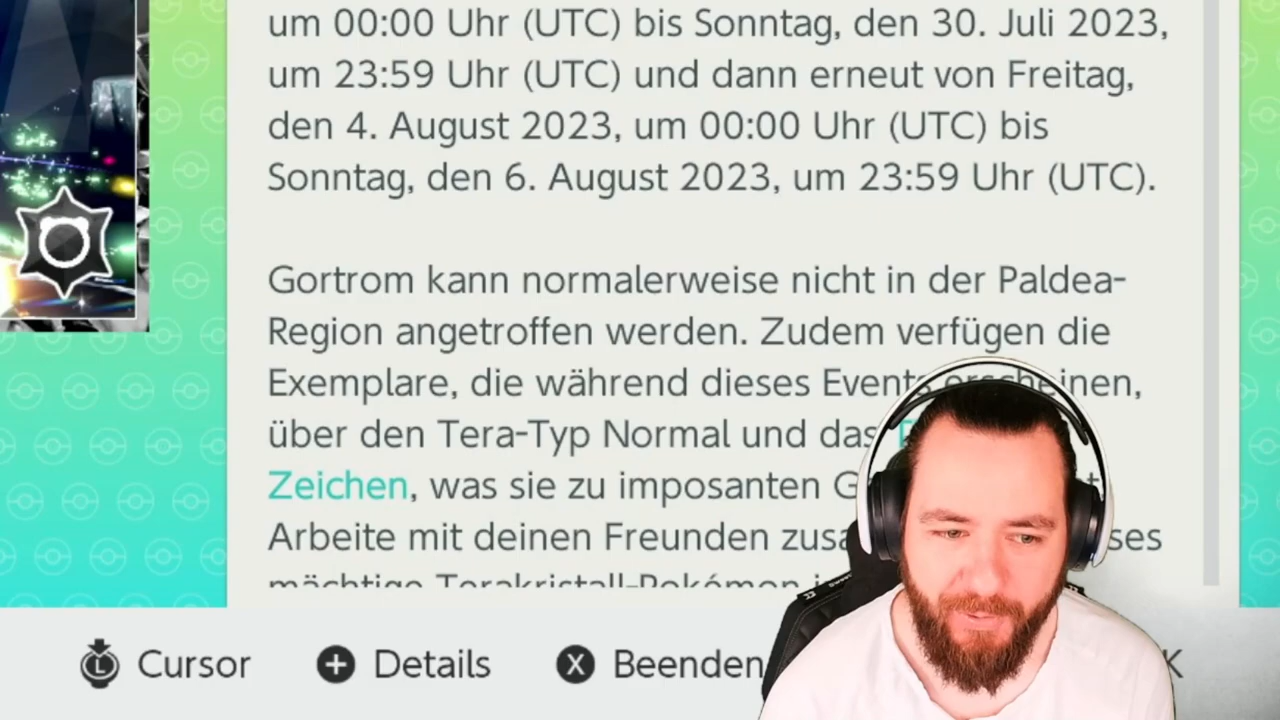 um 00:00 Uhr (UTC) bis Sonntag, den 30. Juli 2023,
um 23:59 Uhr (UTC) und dann erneut von Freitag,
den 4. August 2023, um 00:00 Uhr (UTC) bis
Sonntag, den 6. August 2023, um 23:59 Uhr (UTC).
Gortrom kann normalerweise nicht in der Paldea-
Region angetroffen werden. Zudem verfügen die
Exemplare, die während dieses Events erscheinen,
über den Tera-Typ Normal und das
Zeichen, was sie zu imposanten
Arbeite mit deinen Freunden
mächtige Terakristall-Pokémon
L Cursor
+ Details
X Beenden